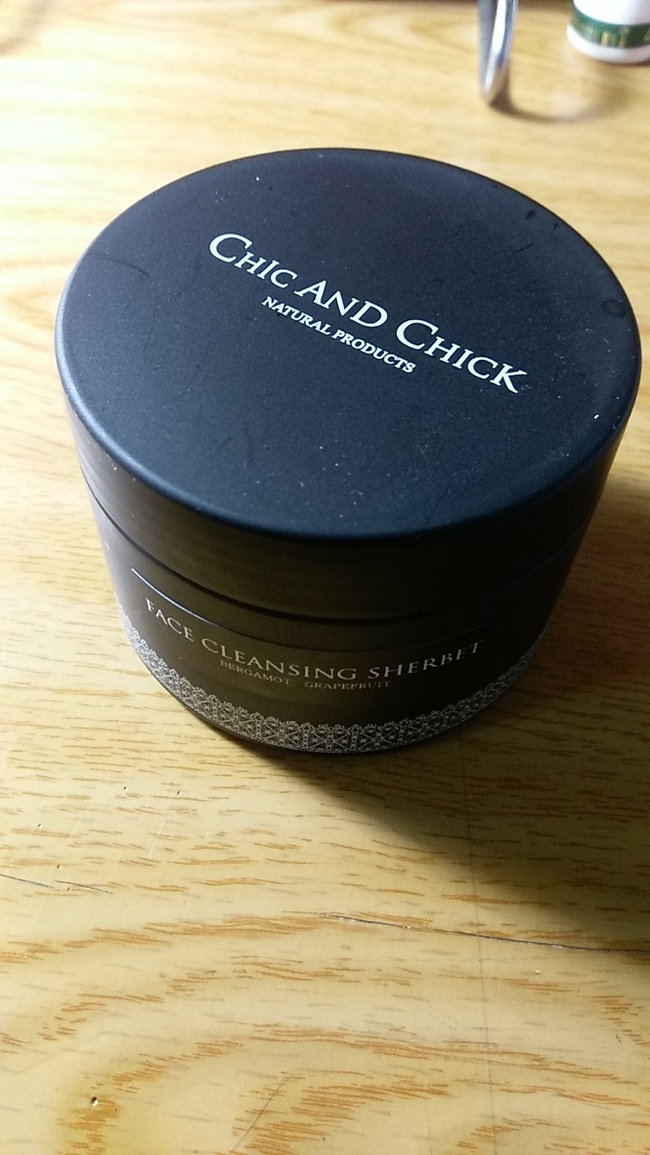 CHIC AND CHICK
NATURAL PRODUCTS
FACE CLEANSING SHERBET
BERGAMOT GRAPEFRUIT